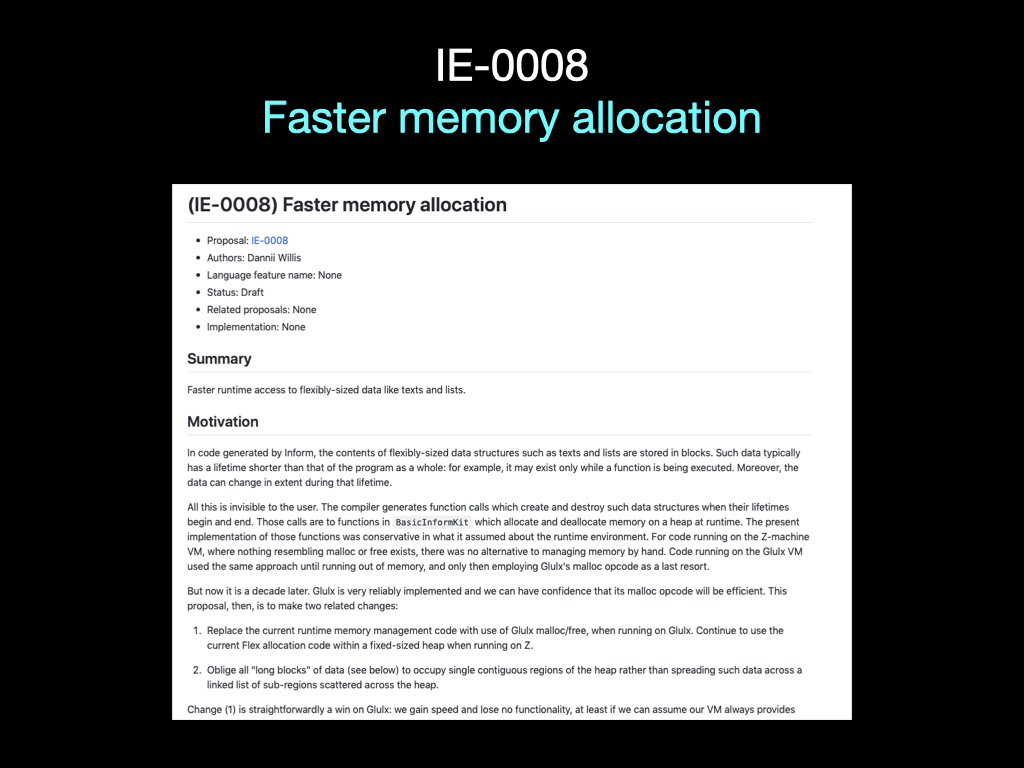 IE-0008
Faster memory allocation
(IE-0008) Faster memory allocation
• Proposal: IE-0008
• Authors: Dannii Willis
• Language feature name: None
• Status: Draft
• Related proposals: None
• Implementation: None
Summary
Faster runtime access to flexibly-sized data like texts and lists.
Motivation
In code generated by Inform, the contents of flexibly-sized data structures such as texts and lists are stored in blocks. Such data typically
has a lifetime shorter than that of the program as a whole: for example, it may exist only while a function is being executed. Moreover, the
data can change in extent during that lifetime.
All this is invisible to the user. The compiler generates function calls which create and destroy such data structures when their lifetimes
begin and end. Those calls are to functions in BasicInformKit which allocate and deallocate memory on a heap at runtime. The present
implementation of those functions was conservative in what it assumed about the runtime environment. For code running on the Z-machine
VM, where nothing resembling malloc or free exists, there was no alternative to managing memory by hand. Code running on the Glulx VM
used the same approach until running out of memory, and only then employing Glulx's malloc opcode as a last resort.
But now it is a decade later. Glulx is very reliably implemented and we can have confidence that its malloc opcode will be efficient. This
proposal, then, is to make two related changes:
1. Replace the current runtime memory management code with use of Glulx malloc/free, when running on Glulx. Continue to use the
current Flex allocation code within a fixed-sized heap when running on Z.
2. Oblige all "long blocks" of data (see below) to occupy single contiguous regions of the heap rather than spreading such data across a
linked list of sub-regions scattered across the heap.
Change (1) is straightforwardly a win on Glulx: we gain speed and lose no functionality, at least if we can assume our VM always provides